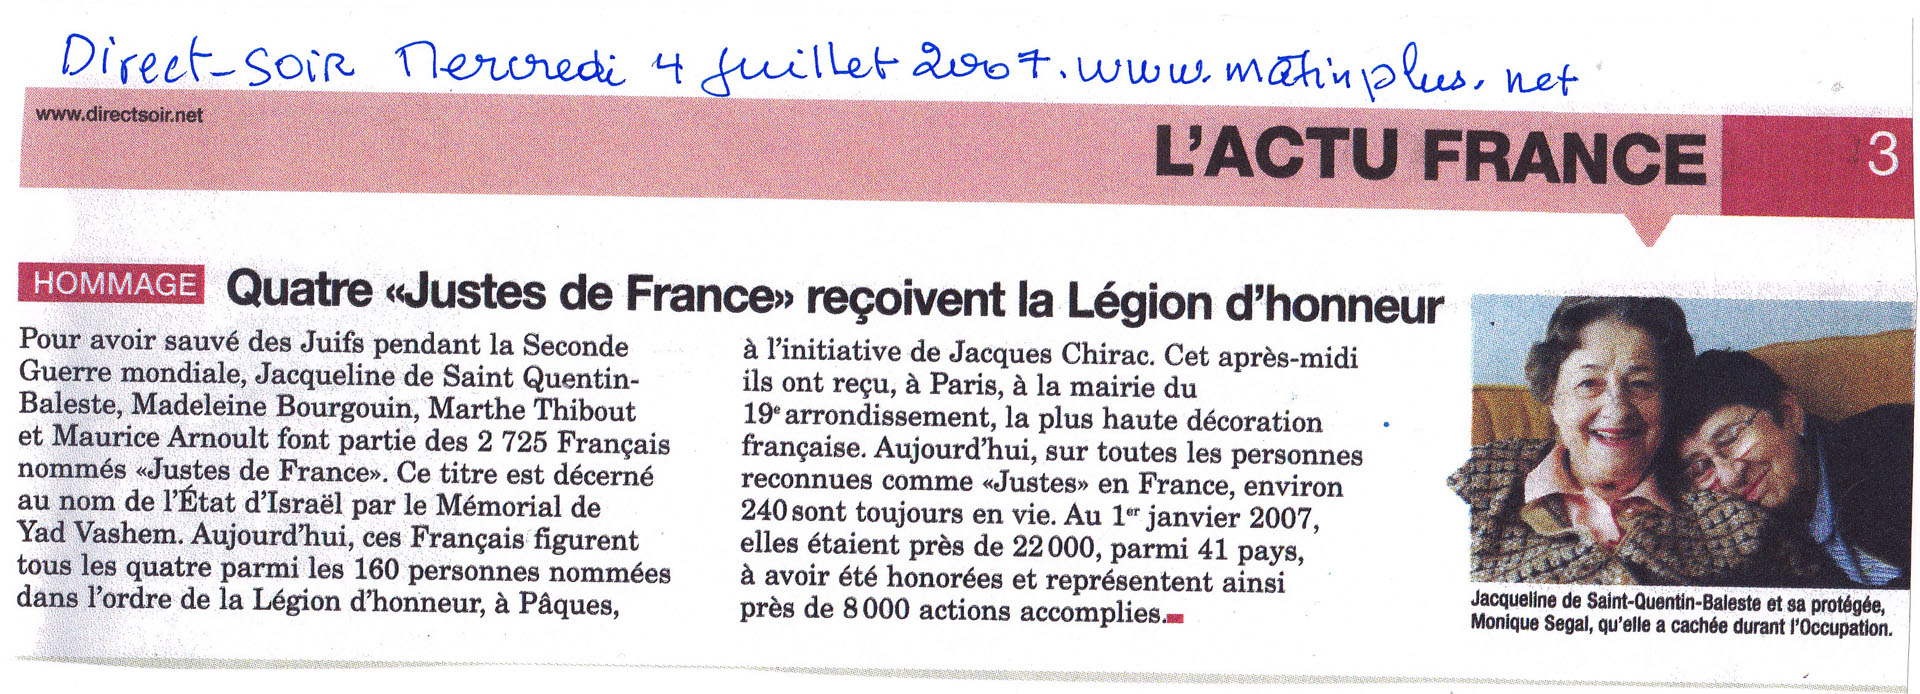 Direct-Soir Mercredi 4 Juillet 2007. www.matinplus.net
www.directsoir.net
L'ACTU FRANCE
3
HOMMAGE
Quatre «Justes de France» reçoivent la Légion d'honneur
Pour avoir sauvé des Juifs pendant la Seconde
Guerre mondiale, Jacqueline de Saint Quentin-
Baleste, Madeleine Bourgouin, Marthe Thibout
et Maurice Arnoult font partie des 2 725 Français
nommés «Justes de France». Ce titre est décerné
au nom de l'État d'Israël par le Mémorial de
Yad Vashem. Aujourd'hui, ces Français figurent
tous les quatre parmi les 160 personnes nommées
dans l'ordre de la Légion d'honneur, à Pâques,
à l'initiative de Jacques Chirac. Cet après-midi
ils ont reçu, à Paris, à la mairie du
19e arrondissement, la plus haute décoration
française. Aujourd'hui, sur toutes les personnes
reconnues comme «Justes» en France, environ
240 sont toujours en vie. Au 1er janvier 2007,
elles étaient près de 22 000, parmi 41 pays,
à avoir été honorées et représentent ainsi
près de 8 000 actions accomplies.
Jacqueline de Saint-Quentin-Baleste et sa protégée,
Monique Segal, qu'elle a cachée durant l'Occupation.